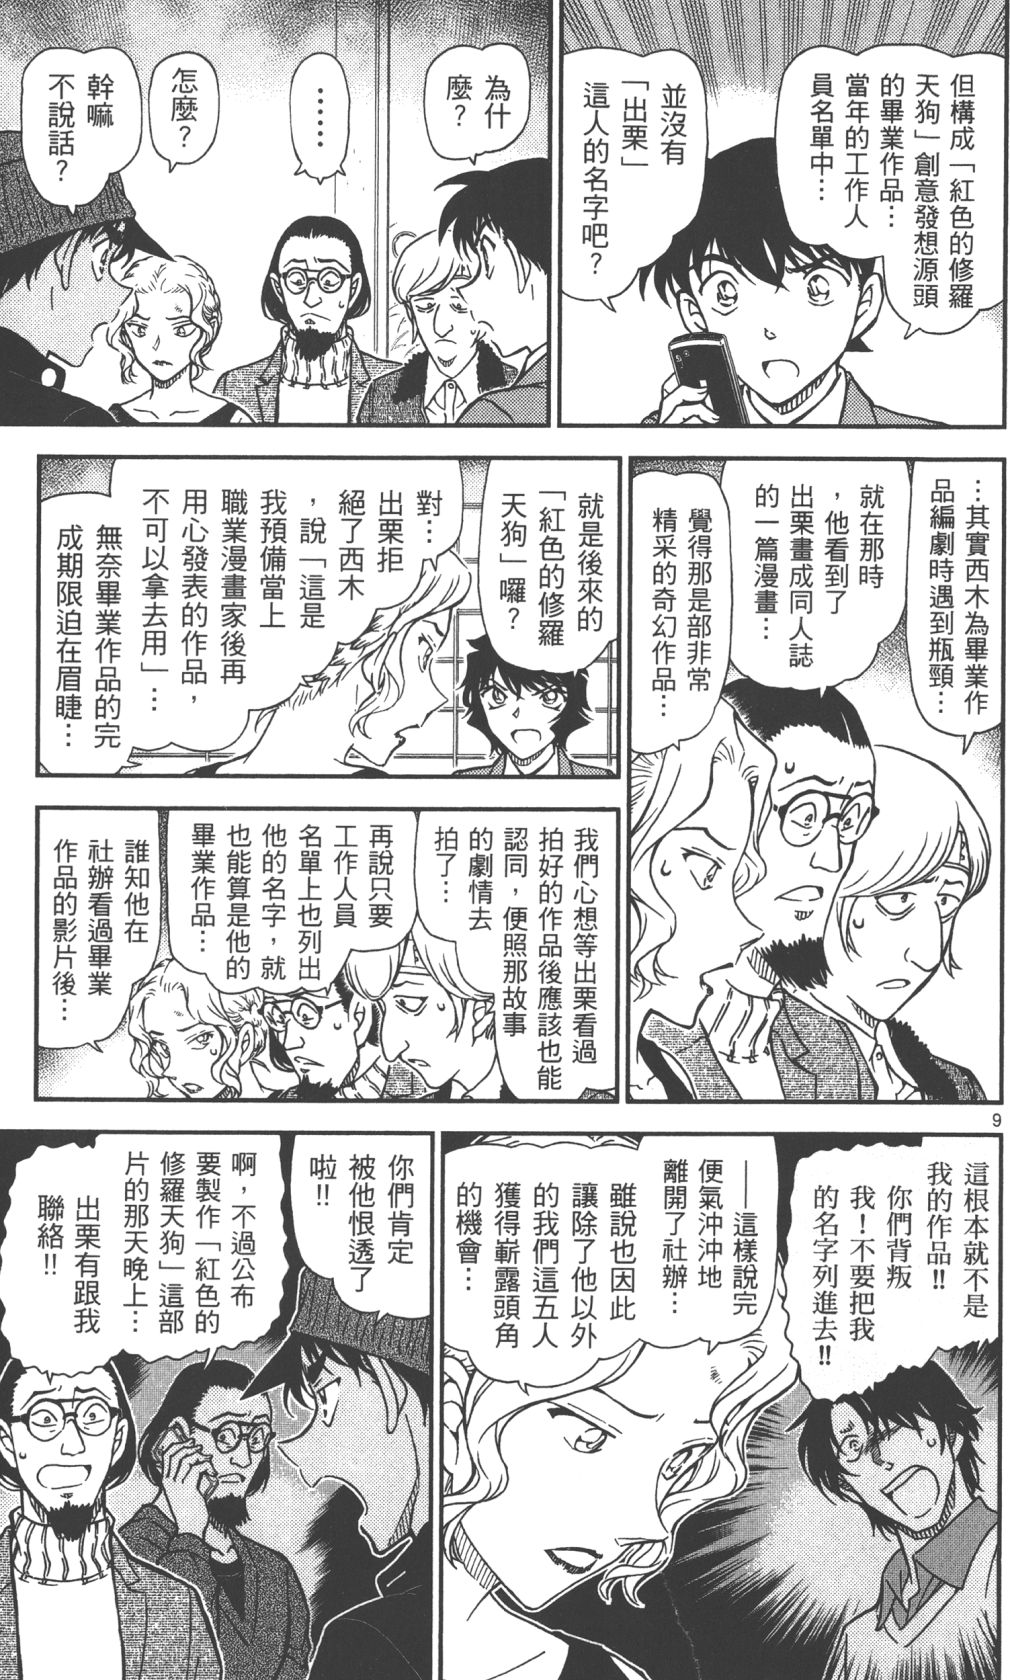 但構成「紅色的修羅
天狗」創意發想源頭
的畢業作品…
當年的工作人
員名單中…
並沒有
「出栗」
這人的名字吧？
為什
麼？
……
怎麼？
幹嘛
不說話？
…其實西木為畢業作
品編劇時遇到瓶頸…
就在那時
，他看到了
出栗畫成同人誌
的一篇漫畫…
覺得那是部非常
精采的奇幻作品…
就是後來的
「紅色的修羅
天狗」囉？
對…
出栗拒
絕了西木
，說「這是
我預備當上
職業漫畫家後再
用心發表的作品，
不可以拿去用」…
無奈畢業作品的完
成期限迫在眉睫…
我們心想等出栗看過
拍好的作品後應該也能
認同，便照那故事
的劇情去
拍了…
再說只要
工作人員
名單上也列出
他的名字，就
也能算是他的
畢業作品…
誰知他在
社辦看過畢業
作品的影片後…
9
這根本就不是
我的作品!!
你們背叛
我！不要把我
的名字列進去!!
——這樣說完
便氣沖沖地
離開了社辦…
雖說也因此
讓除了他以外
的我們這五人
獲得嶄露頭角
的機會…
你們肯定
被他恨透了
啦!!
啊，不過公布
要製作「紅色的
修羅天狗」這部
片的那天晚上…
出栗有跟我
聯絡!!